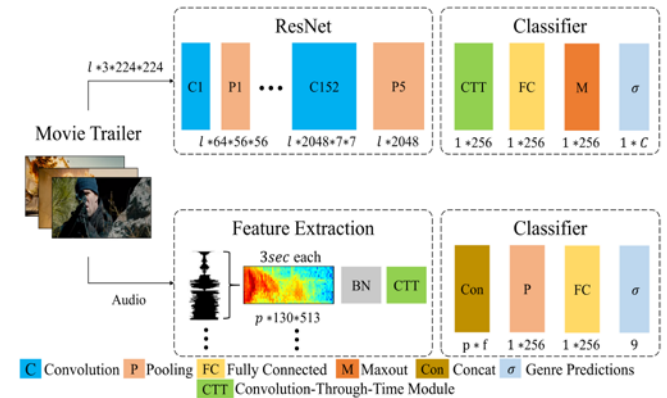 ResNet
Classifier
l *3*224*224
C1 P1 ••• C152 P5
CTT FC M σ
l *64*56*56 l *2048*7*7 l *2048
1 *256 1 *256 1 *256 1 * C
Movie Trailer
Feature Extraction
Classifier
3sec each
BN CTT
Con P FC σ
Audio
p *130*513
p * f 1 *256 1 *256 9
C Convolution P Pooling FC Fully Connected M Maxout Con Concat σ Genre Predictions
CTT Convolution-Through-Time Module